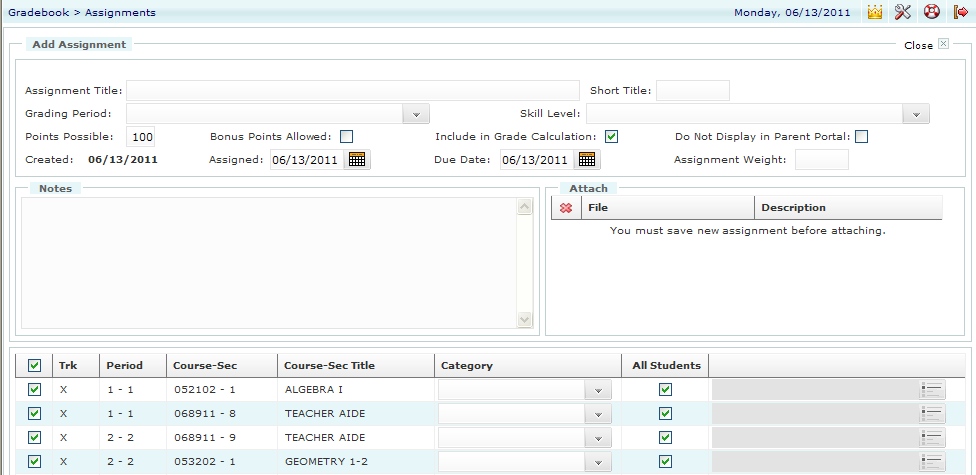 Gradebook > Assignments Monday, 06/13/2011
Add Assignment Close
Assignment Title: Short Title:
Grading Period: Skill Level:
Points Possible: 100 Bonus Points Allowed: Include in Grade Calculation: Do Not Display in Parent Portal:
Created: 06/13/2011 Assigned: 06/13/2011 Due Date: 06/13/2011 Assignment Weight:
Notes Attach
File Description
You must save new assignment before attaching.
Trk Period Course-Sec Course-Sec Title Category All Students
X 1 - 1 052102 - 1 ALGEBRA I
X 1 - 1 068911 - 8 TEACHER AIDE
X 2 - 2 068911 - 9 TEACHER AIDE
X 2 - 2 053202 - 1 GEOMETRY 1-2